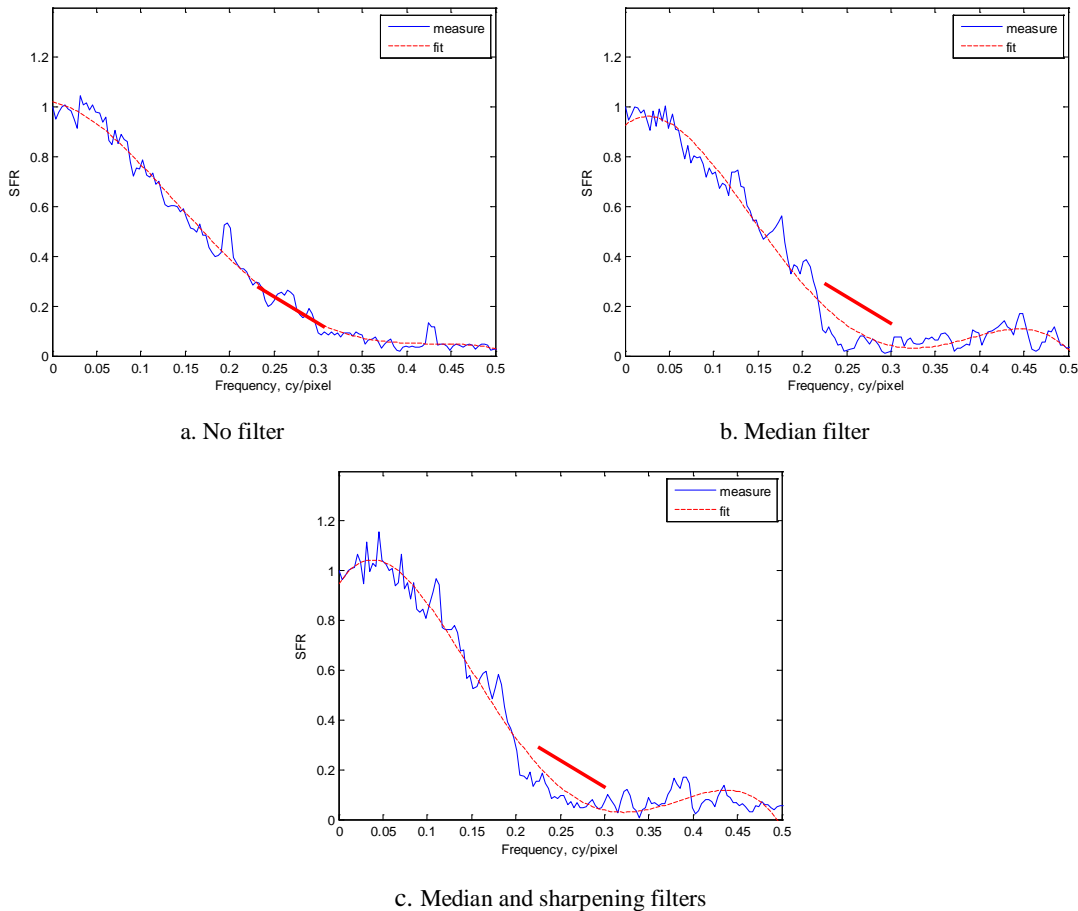 measure
fit
1.2
1
0.8
0.6
0.4
0.2
0
SFR
0 0.05 0.1 0.15 0.2 0.25 0.3 0.35 0.4 0.45 0.5
Frequency, cy/pixel
a. No filter
measure
fit
1.2
1
0.8
0.6
0.4
0.2
0
SFR
0 0.05 0.1 0.15 0.2 0.25 0.3 0.35 0.4 0.45 0.5
Frequency, cy/pixel
b. Median filter
measure
fit
1.2
1
0.8
0.6
0.4
0.2
0
SFR
0 0.05 0.1 0.15 0.2 0.25 0.3 0.35 0.4 0.45 0.5
Frequency, cy/pixel
c. Median and sharpening filters